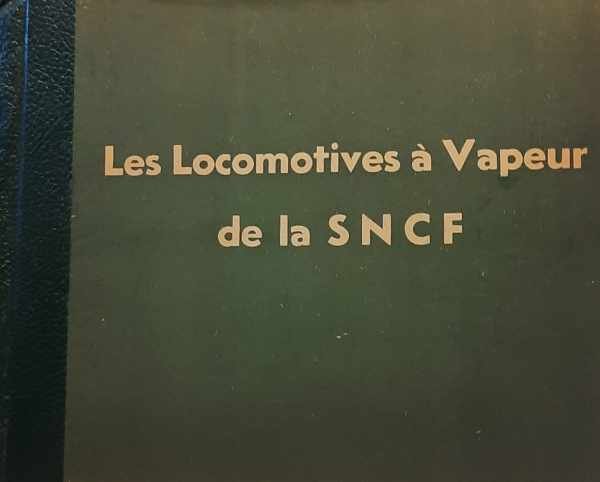 Les Locomotives à Vapeur
de la SNCF